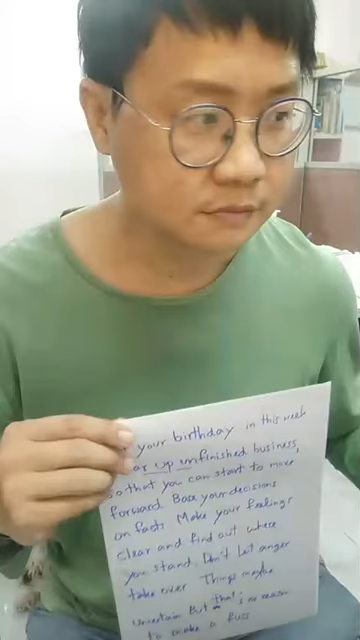 your birthday in this week
ar up unfinished business,
so that you can start to move
forward. Base your decisions
on facts. Make your feelings
clear and find out where
you stand. Don't let anger
take over. Things maybe
uncertain But that's no reason
to make a fuss